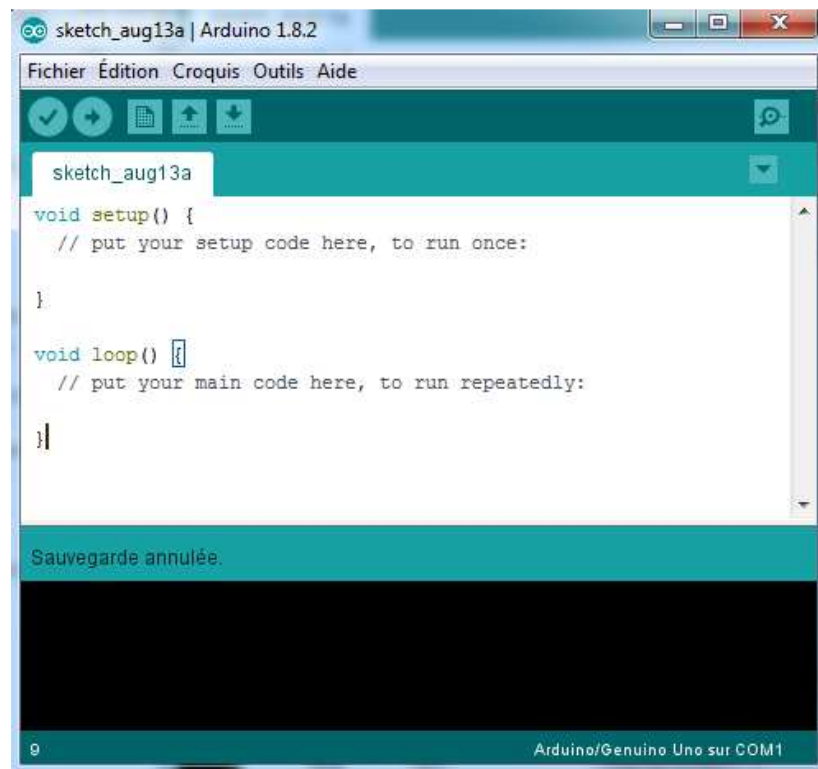 sketch_aug13a | Arduino 1.8.2
Fichier Édition Croquis Outils Aide
sketch_aug13a
void setup() {
  // put your setup code here, to run once:
}
void loop() {
  // put your main code here, to run repeatedly:
}
Sauvegarde annulée.
9 Arduino/Genuino Uno sur COM1